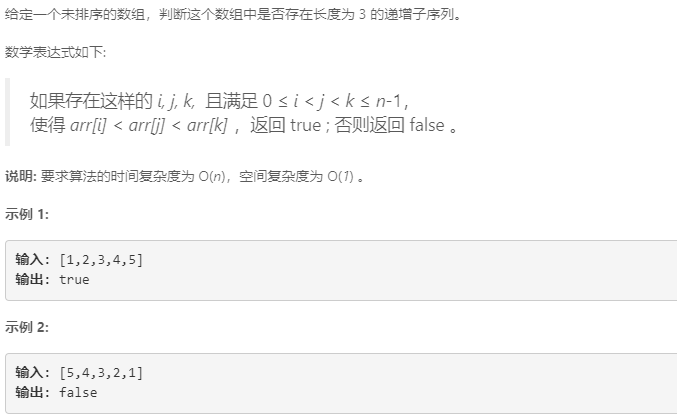 给定一个未排序的数组，判断这个数组中是否存在长度为 3 的递增子序列。
数学表达式如下:
如果存在这样的 i, j, k, 且满足 0 ≤ i < j < k ≤ n-1，
使得 arr[i] < arr[j] < arr[k] ，返回 true ; 否则返回 false 。
说明: 要求算法的时间复杂度为 O(n)，空间复杂度为 O(1) 。
示例 1:
输入: [1,2,3,4,5]
输出: true
示例 2:
输入: [5,4,3,2,1]
输出: false